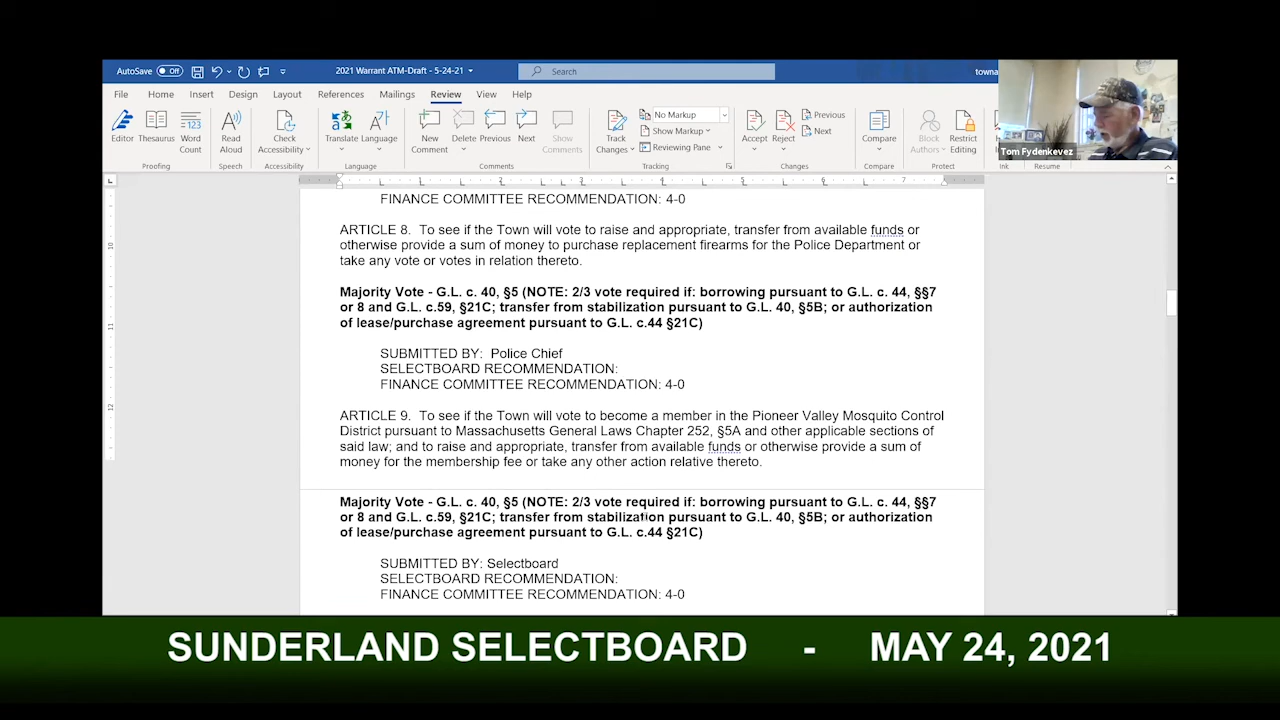 AutoSave Off 2021 Warrant ATM-Draft - 5-24-21 Search towna
File Home Insert Design Layout References Mailings Review View Help
Editor Thesaurus Word Count Read Aloud Check Accessibility Translate Language New Comment Delete Previous Next Show Comments Track Changes No Markup Show Markup Reviewing Pane Accept Reject Previous Next Compare Block Authors Restrict Editing
Proofing Speech Accessibility Language Comments Tracking Changes Compare Protect Ink Resume
Tom Fydenkevez
FINANCE COMMITTEE RECOMMENDATION: 4-0
ARTICLE 8. To see if the Town will vote to raise and appropriate, transfer from available funds or
otherwise provide a sum of money to purchase replacement firearms for the Police Department or
take any vote or votes in relation thereto.
Majority Vote - G.L. c. 40, §5 (NOTE: 2/3 vote required if: borrowing pursuant to G.L. c. 44, §§7
or 8 and G.L. c.59, §21C; transfer from stabilization pursuant to G.L. 40, §5B; or authorization
of lease/purchase agreement pursuant to G.L. c.44 §21C)
SUBMITTED BY: Police Chief
SELECTBOARD RECOMMENDATION:
FINANCE COMMITTEE RECOMMENDATION: 4-0
ARTICLE 9. To see if the Town will vote to become a member in the Pioneer Valley Mosquito Control
District pursuant to Massachusetts General Laws Chapter 252, §5A and other applicable sections of
said law; and to raise and appropriate, transfer from available funds or otherwise provide a sum of
money for the membership fee or take any other action relative thereto.
Majority Vote - G.L. c. 40, §5 (NOTE: 2/3 vote required if: borrowing pursuant to G.L. c. 44, §§7
or 8 and G.L. c.59, §21C; transfer from stabilization pursuant to G.L. 40, §5B; or authorization
of lease/purchase agreement pursuant to G.L. c.44 §21C)
SUBMITTED BY: Selectboard
SELECTBOARD RECOMMENDATION:
FINANCE COMMITTEE RECOMMENDATION: 4-0
SUNDERLAND SELECTBOARD - MAY 24, 2021